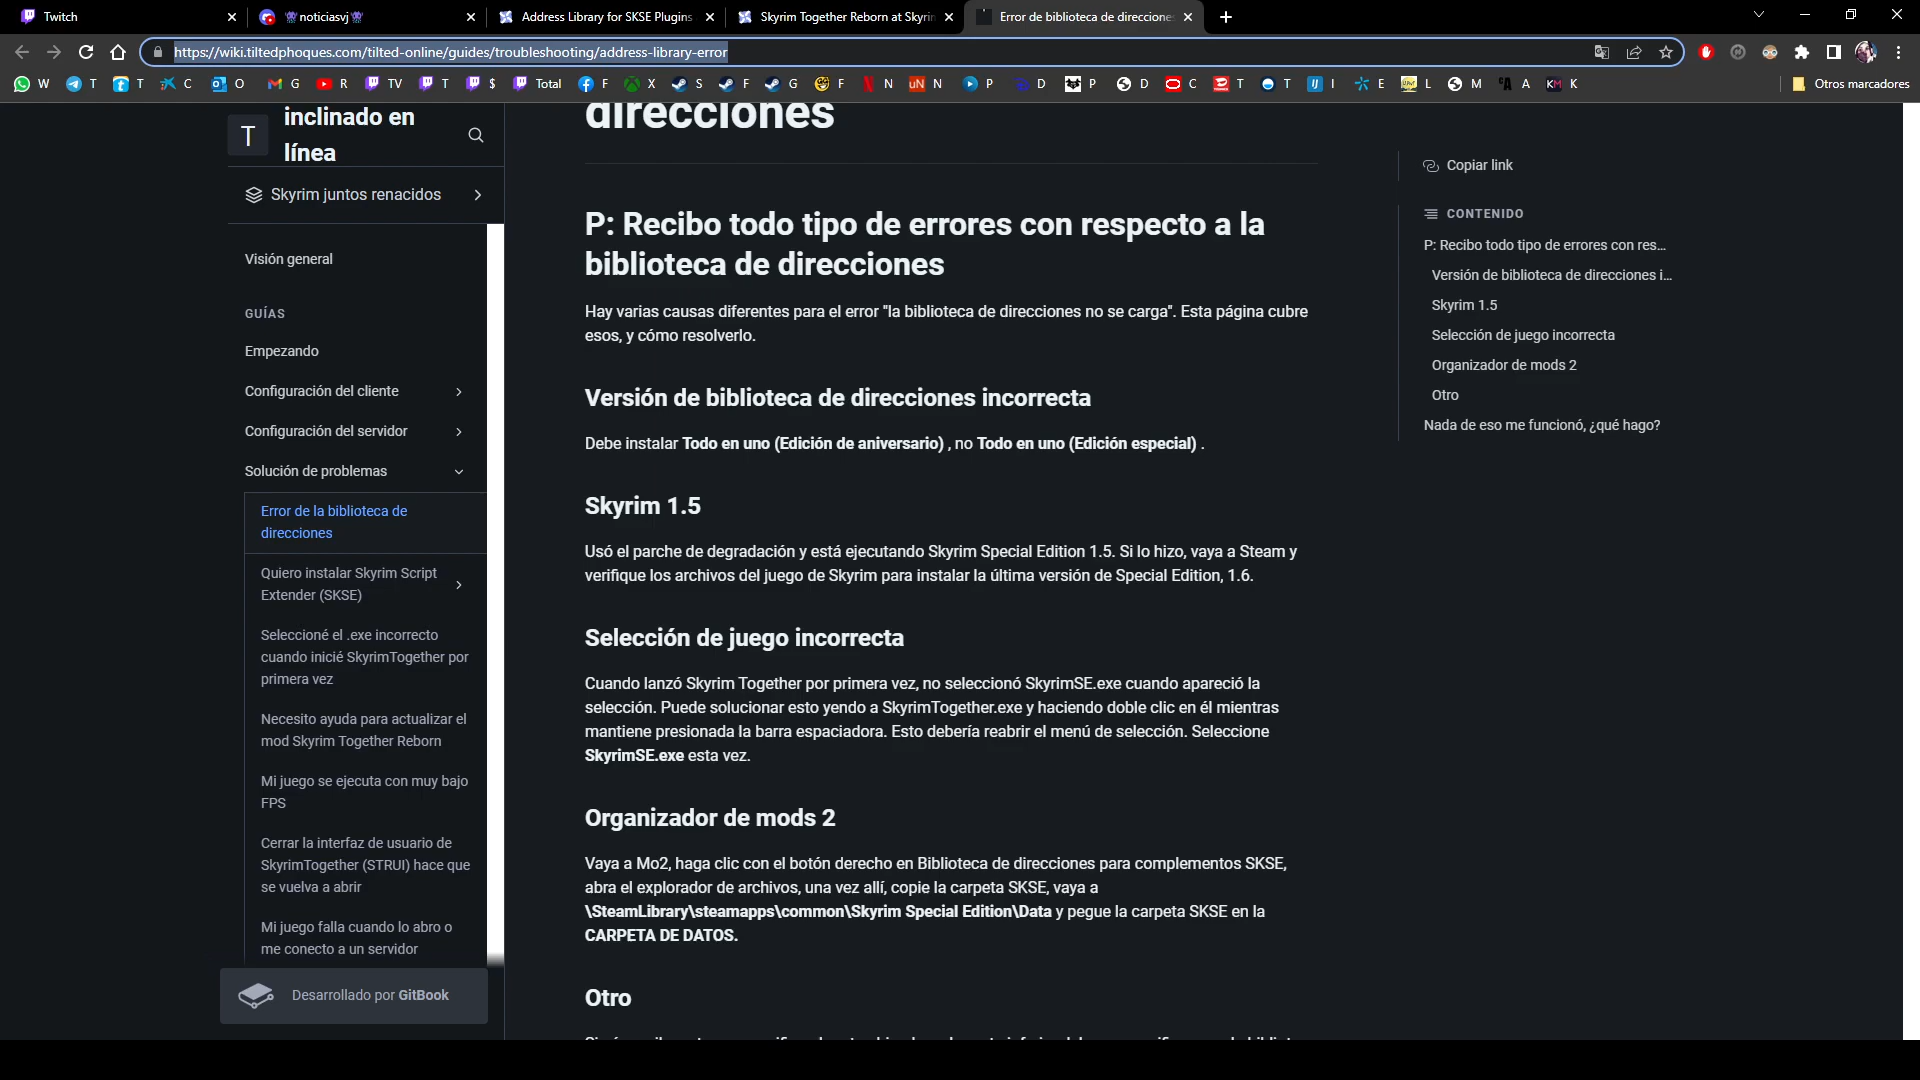 Twitch
noticiasvj
Address Library for SKSE Plugins
Skyrim Together Reborn at Skyrin
Error de biblioteca de direccione
https://wiki.tiltedphoques.com/tilted-online/guides/troubleshooting/address-library-error
W T T C O G R TV T $ Total F X S F G F N N P D P D C T T I E L M A K Otros marcadores
inclinado en
línea
T
Skyrim juntos renacidos
Visión general
GUÍAS
Empezando
Configuración del cliente
Configuración del servidor
Solución de problemas
Error de la biblioteca de
direcciones
Quiero instalar Skyrim Script
Extender (SKSE)
Seleccioné el .exe incorrecto
cuando inicié SkyrimTogether por
primera vez
Necesito ayuda para actualizar el
mod Skyrim Together Reborn
Mi juego se ejecuta con muy bajo
FPS
Cerrar la interfaz de usuario de
SkyrimTogether (STRUI) hace que
se vuelva a abrir
Mi juego falla cuando lo abro o
me conecto a un servidor
Desarrollado por GitBook
direcciones
P: Recibo todo tipo de errores con respecto a la
biblioteca de direcciones
Hay varias causas diferentes para el error "la biblioteca de direcciones no se carga". Esta página cubre
esos, y cómo resolverlo.
Versión de biblioteca de direcciones incorrecta
Debe instalar Todo en uno (Edición de aniversario) , no Todo en uno (Edición especial) .
Skyrim 1.5
Usó el parche de degradación y está ejecutando Skyrim Special Edition 1.5. Si lo hizo, vaya a Steam y
verifique los archivos del juego de Skyrim para instalar la última versión de Special Edition, 1.6.
Selección de juego incorrecta
Cuando lanzó Skyrim Together por primera vez, no seleccionó SkyrimSE.exe cuando apareció la
selección. Puede solucionar esto yendo a SkyrimTogether.exe y haciendo doble clic en él mientras
mantiene presionada la barra espaciadora. Esto debería reabrir el menú de selección. Seleccione
SkyrimSE.exe esta vez.
Organizador de mods 2
Vaya a Mo2, haga clic con el botón derecho en Biblioteca de direcciones para complementos SKSE,
abra el explorador de archivos, una vez allí, copie la carpeta SKSE, vaya a
\SteamLibrary\steamapps\common\Skyrim Special Edition\Data y pegue la carpeta SKSE en la
CARPETA DE DATOS.
Otro
Copiar link
CONTENIDO
P: Recibo todo tipo de errores con res...
Versión de biblioteca de direcciones i...
Skyrim 1.5
Selección de juego incorrecta
Organizador de mods 2
Otro
Nada de eso me funcionó, ¿qué hago?